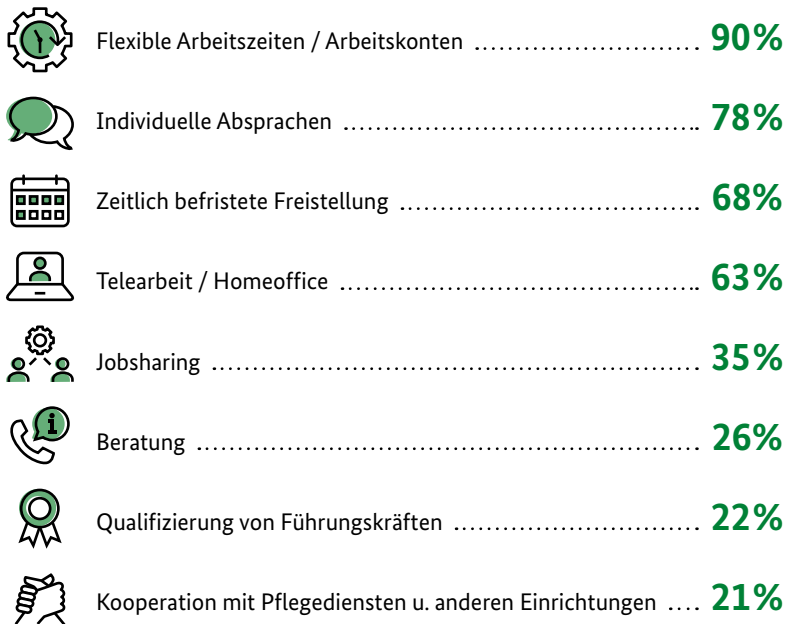 Flexible Arbeitszeiten / Arbeitskonten ........................................ 90%
Individuelle Absprachen ............................................................... 78%
Zeitlich befristete Freistellung ..................................................... 68%
Telearbeit / Homeoffice ............................................................... 63%
Jobsharing ..................................................................................... 35%
Beratung ........................................................................................ 26%
Qualifizierung von Führungskräften ........................................... 22%
Kooperation mit Pflegediensten u. anderen Einrichtungen .... 21%